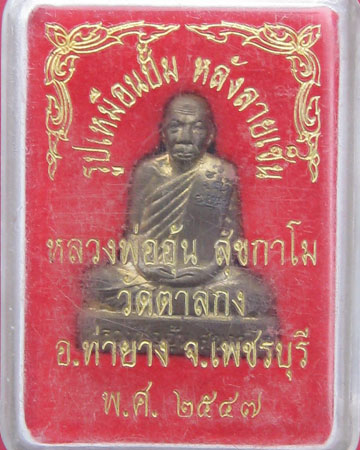 รูปเหมือนปั๊ม หลังลายเซ็น
หลวงพ่ออุ้น สุขกาโม
วัดตาลกง
อ.ท่ายาง จ.เพชรบุรี
พ.ศ. ๒๕๔๗